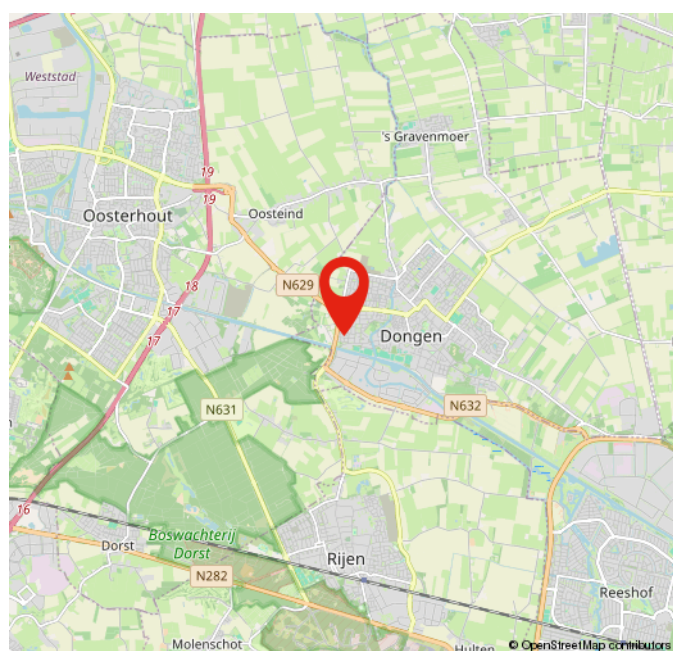 Weststad
's Gravenmoer
19
19
Oosterhout
Oosteind
N629
18
17
17
Dongen
N631
N632
16
Dorst
Boswachterij
Dorst
Rijen
N282
Reeshof
Molenschot
Hulten
© OpenStreetMap contributors